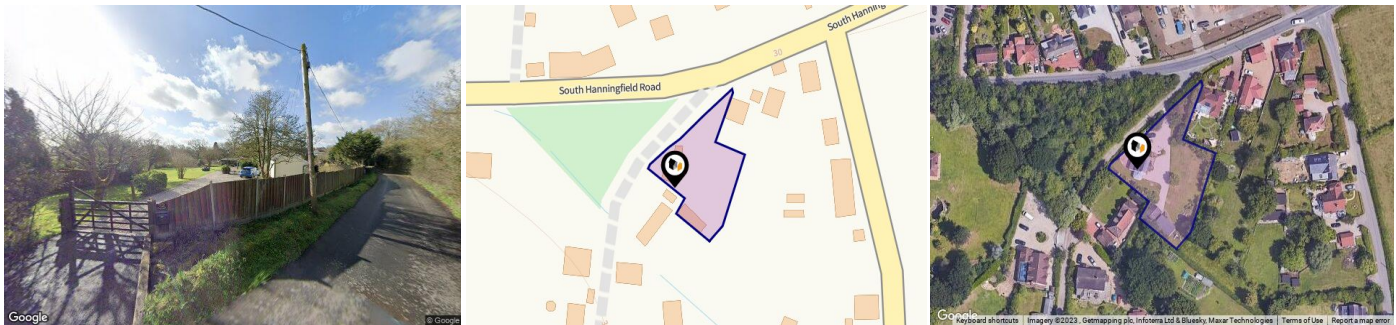 Google
© Google
South Hanningfield Road
South Hanning
30
Google
Keyboard shortcuts
Imagery ©2023 , Getmapping plc, Infoterra Ltd & Bluesky, Maxar Technologies
Terms of Use
Report a map error